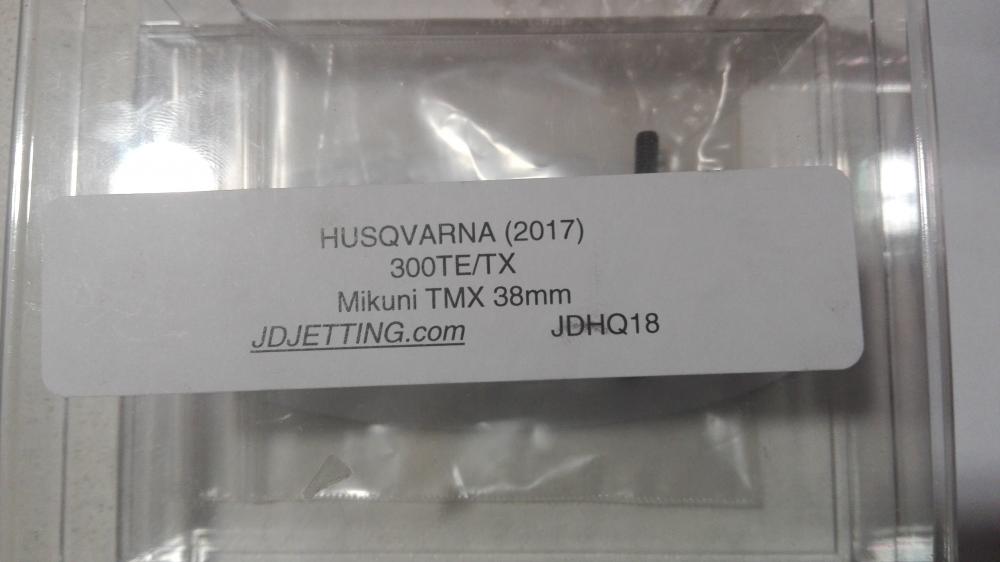 HUSQVARNA (2017)
300TE/TX
Mikuni TMX 38mm
JDJETTING.com JDHQ18